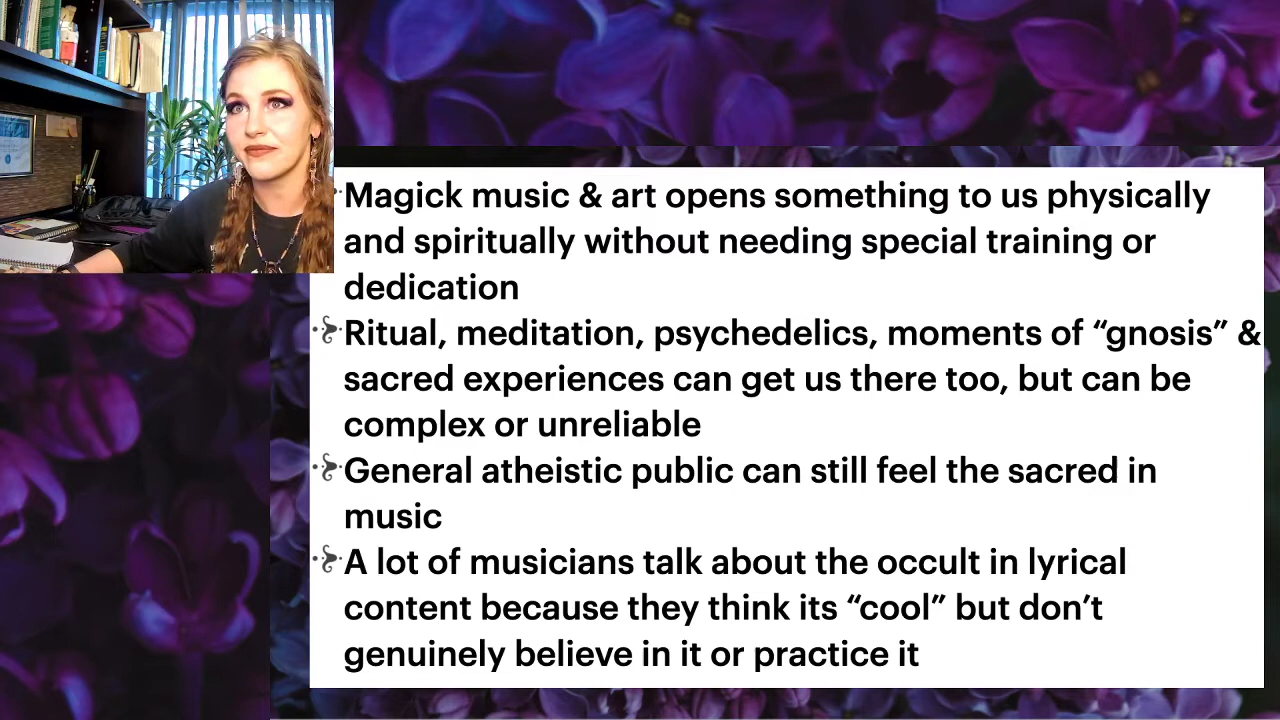 Magick music & art opens something to us physically
and spiritually without needing special training or
dedication
Ritual, meditation, psychedelics, moments of “gnosis” &
sacred experiences can get us there too, but can be
complex or unreliable
General atheistic public can still feel the sacred in
music
A lot of musicians talk about the occult in lyrical
content because they think its “cool” but don’t
genuinely believe in it or practice it